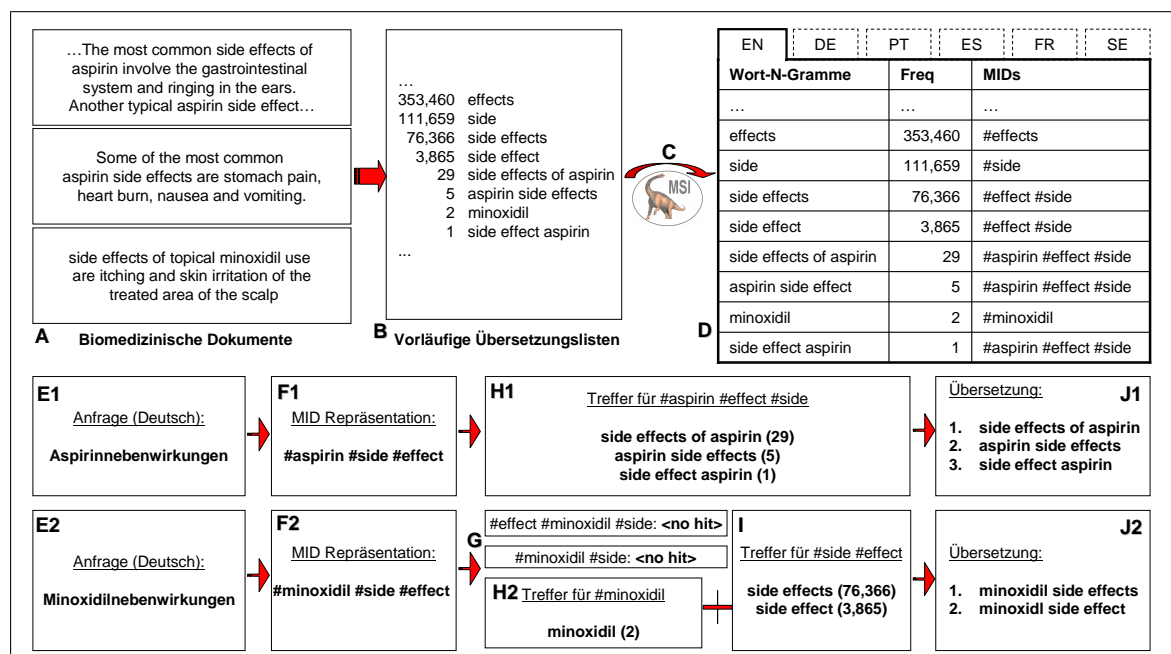 …The most common side effects of
aspirin involve the gastrointestinal
system and ringing in the ears.
Another typical aspirin side effect…
Some of the most common
aspirin side effects are stomach pain,
heart burn, nausea and vomiting.
side effects of topical minoxidil use
are itching and skin irritation of the
treated area of the scalp
A Biomedizinische Dokumente
…
353,460 effects
111,659 side
76,366 side effects
3,865 side effect
29 side effects of aspirin
5 aspirin side effects
2 minoxidil
1 side effect aspirin
...
B Vorläufige Übersetzungslisten
C
MSI
EN DE PT ES FR SE
Wort-N-Gramme Freq MIDs
… … …
effects 353,460 #effects
side 111,659 #side
side effects 76,366 #effect #side
side effect 3,865 #effect #side
side effects of aspirin 29 #aspirin #effect #side
aspirin side effect 5 #aspirin #effect #side
minoxidil 2 #minoxidil
side effect aspirin 1 #aspirin #effect #side
D
E1
Anfrage (Deutsch):
Aspirinnebenwirkungen
F1
MID Repräsentation:
#aspirin #side #effect
H1
Treffer für #aspirin #effect #side
side effects of aspirin (29)
aspirin side effects (5)
side effect aspirin (1)
Übersetzung: J1
1. side effects of aspirin
2. aspirin side effects
3. side effect aspirin
E2
Anfrage (Deutsch):
Minoxidilnebenwirkungen
F2
MID Repräsentation:
#minoxidil #side #effect
G
#effect #minoxidil #side: <no hit>
#minoxidil #side: <no hit>
H2 Treffer für #minoxidil
minoxidil (2)
I
Treffer für #side #effect
side effects (76,366)
side effect (3,865)
J2
Übersetzung:
1. minoxidil side effects
2. minoxidl side effect